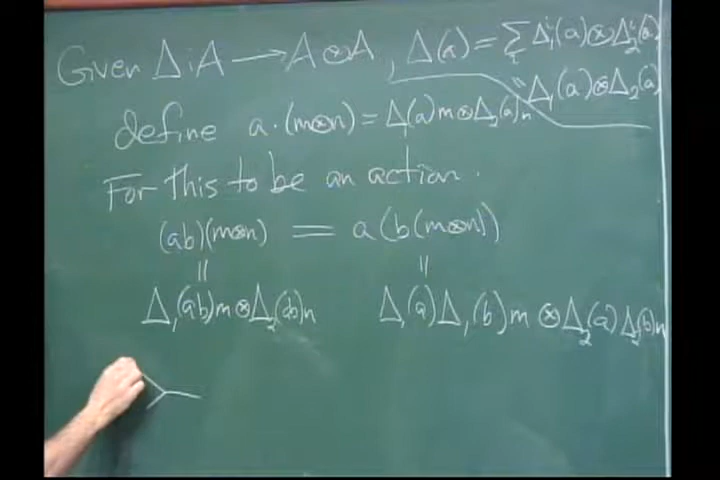 Given Δ : A → A ⊗ A , Δ(a) = Σᵢ Δ₁ⁱ(a) ⊗ Δ₂ⁱ(a)
" Δ₁(a) ⊗ Δ₂(a)
define a · (m⊗n) = Δ₁(a)m ⊗ Δ₂(a)n
For this to be an action.
(ab)(m⊗n) = a(b(m⊗n))
|| ||
Δ₁(ab)m ⊗ Δ₂(ab)n Δ₁(a)Δ₁(b)m ⊗ Δ₂(a)Δ₂(b)n